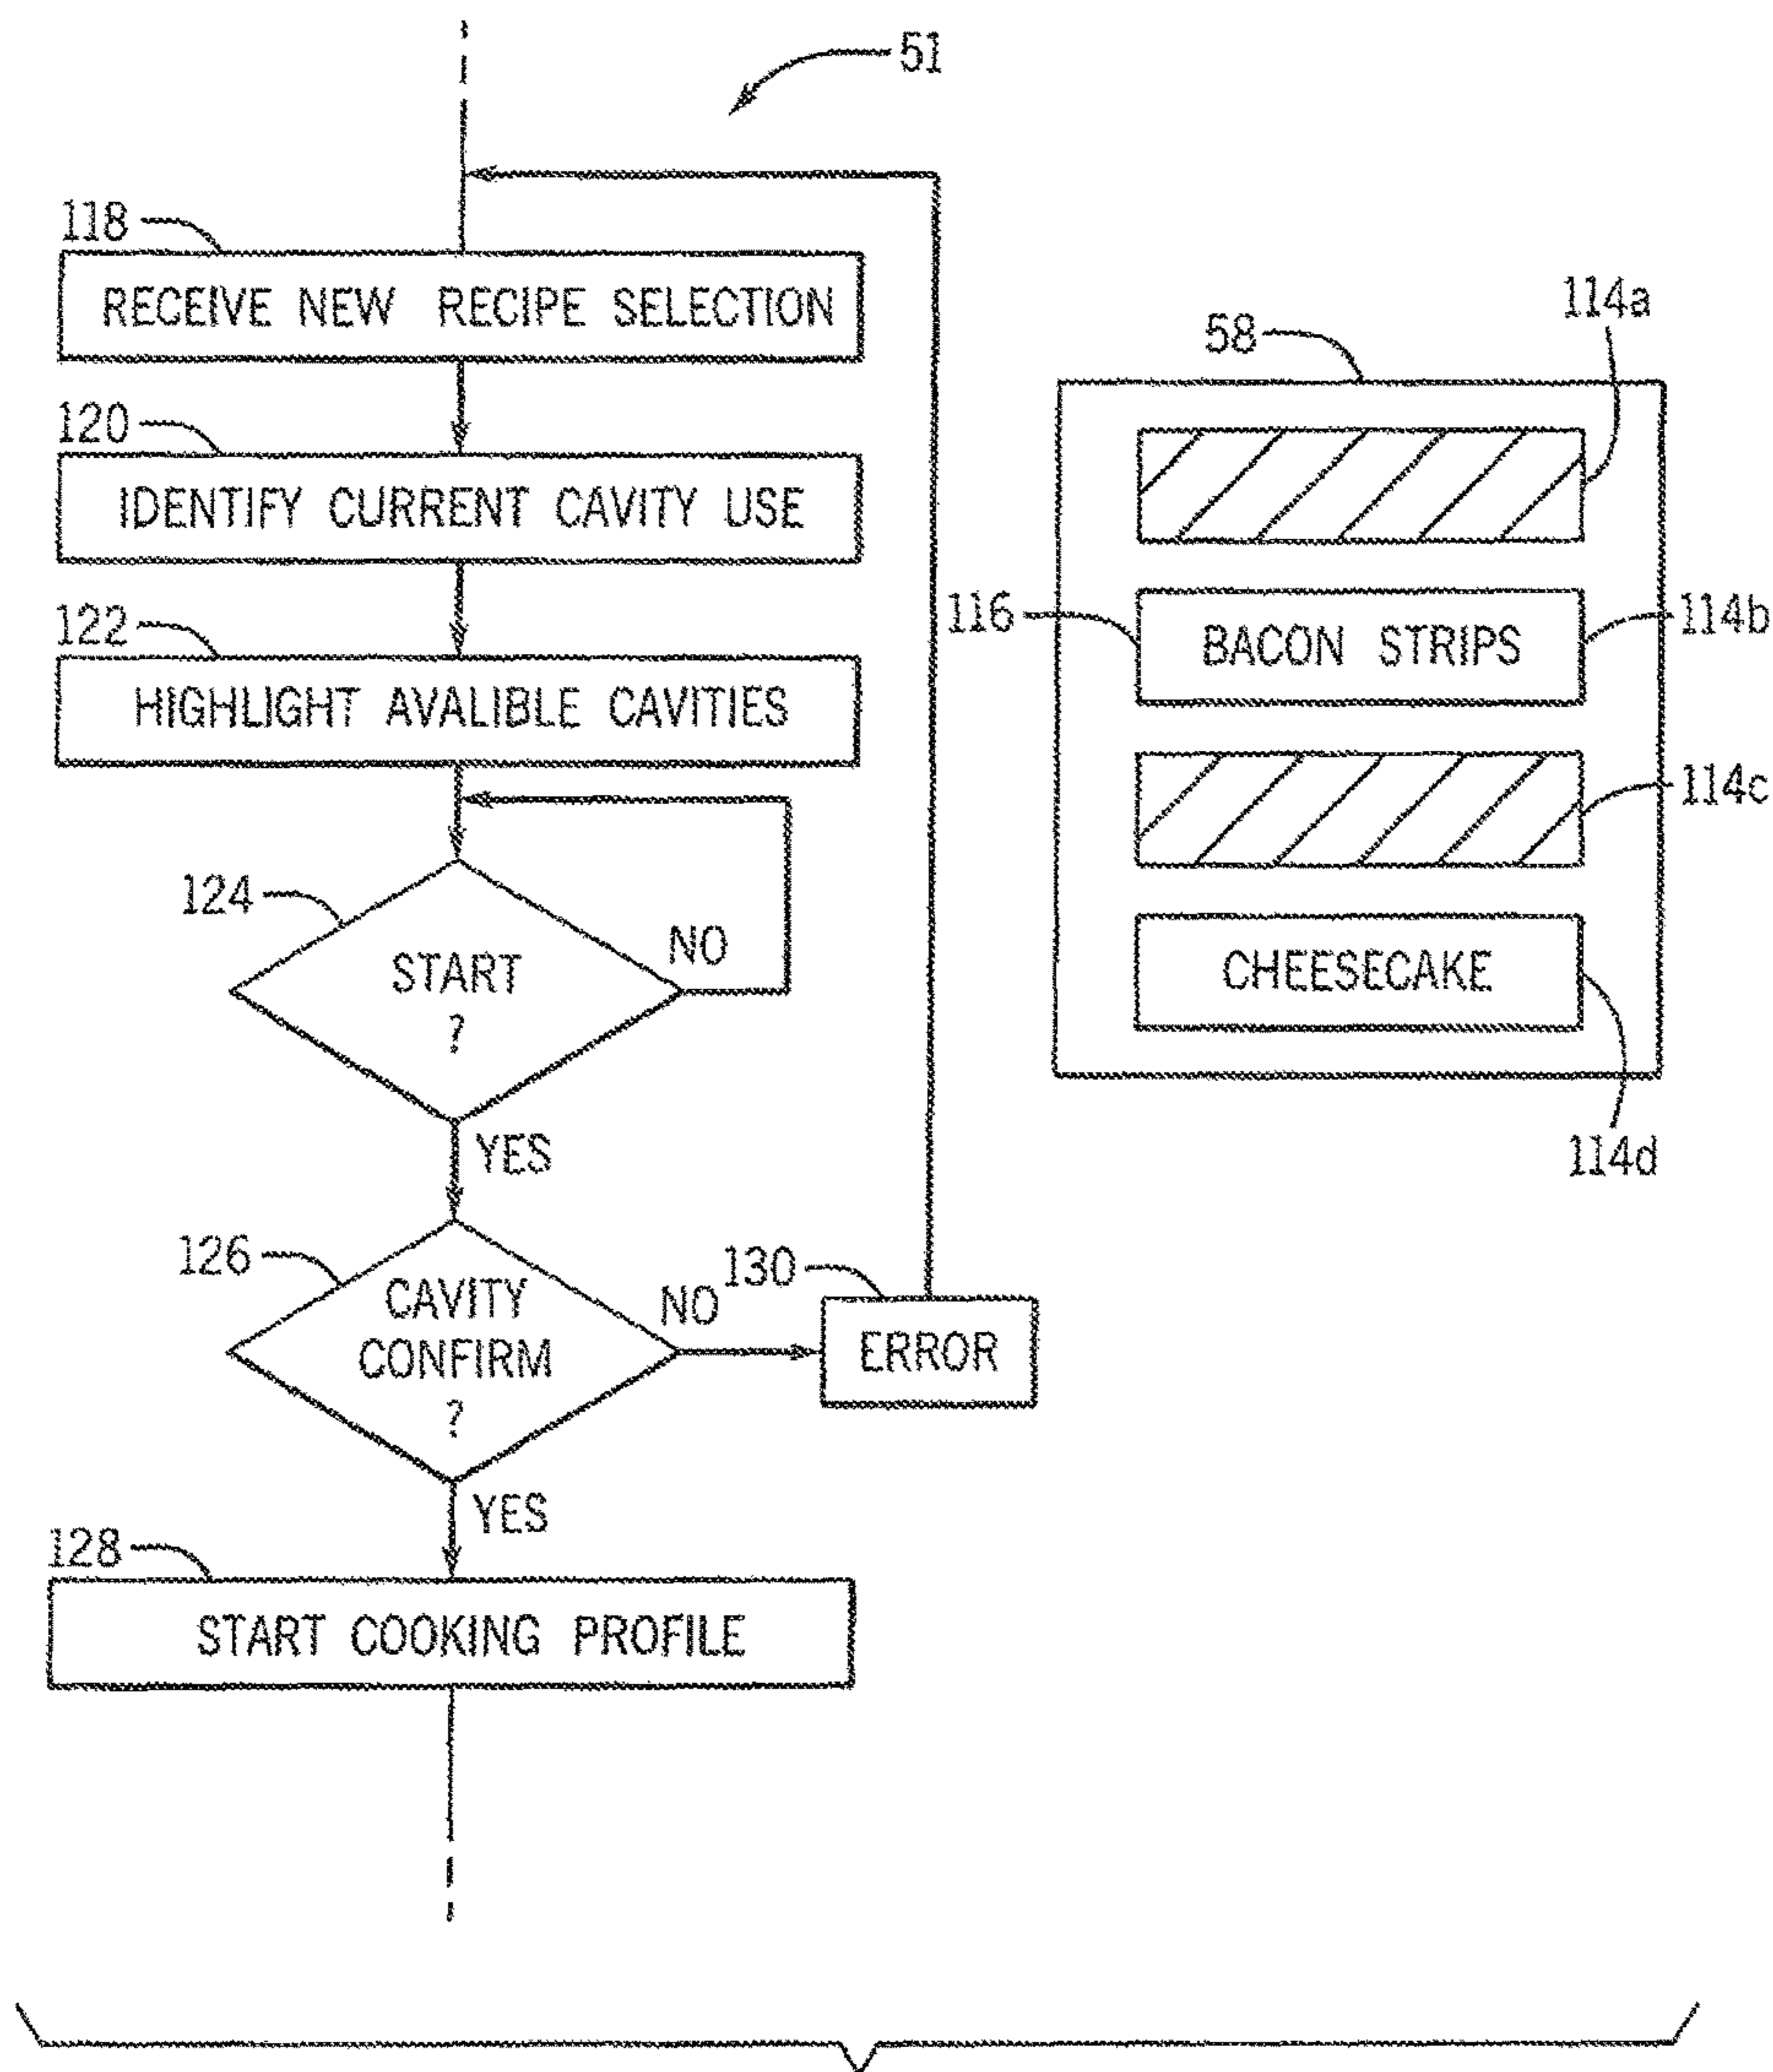 51
118
RECEIVE NEW RECIPE SELECTION
120
IDENTIFY CURRENT CAVITY USE
122
HIGHLIGHT AVALIBLE CAVITIES
124
START
?
NO
YES
126
CAVITY
CONFIRM
?
NO
130
ERROR
YES
128
START COOKING PROFILE
58
114a
116
BACON STRIPS
114b
114c
CHEESECAKE
114d